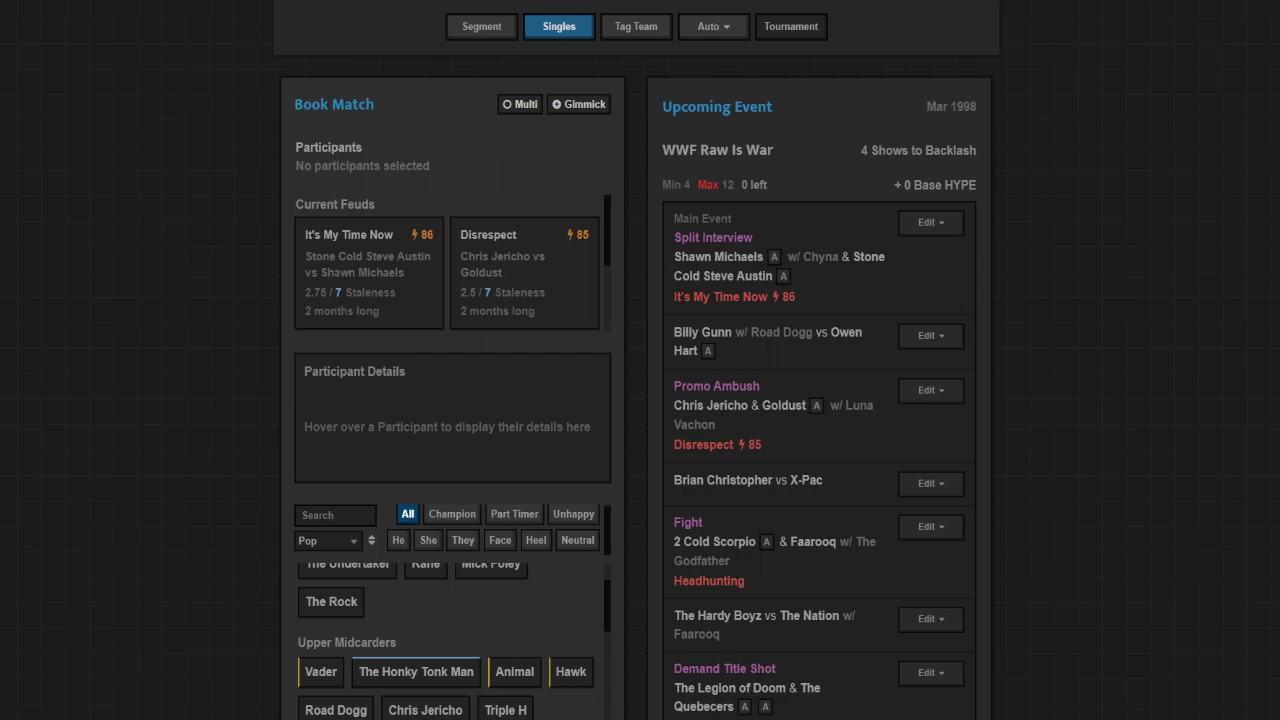 Segment
Singles
Tag Team
Auto
Tournament
Book Match
Multi
Gimmick
Participants
No participants selected
Current Feuds
It's My Time Now 86
Stone Cold Steve Austin
vs Shawn Michaels
2.75 / 7 Staleness
2 months long
Disrespect 85
Chris Jericho vs
Goldust
2.5 / 7 Staleness
2 months long
Participant Details
Hover over a Participant to display their details here
Search
All
Champion
Part Timer
Unhappy
Pop
He
She
They
Face
Heel
Neutral
The Undertaker
Kane
Mick Foley
The Rock
Upper Midcarders
Vader
The Honky Tonk Man
Animal
Hawk
Road Dogg
Chris Jericho
Triple H
Upcoming Event
Mar 1998
WWF Raw Is War
4 Shows to Backlash
Min 4 Max 12 0 left
+ 0 Base HYPE
Main Event
Edit
Split Interview
Shawn Michaels A w/ Chyna & Stone
Cold Steve Austin A
It's My Time Now 86
Billy Gunn w/ Road Dogg vs Owen
Hart A
Edit
Promo Ambush
Edit
Chris Jericho & Goldust A w/ Luna
Vachon
Disrespect 85
Brian Christopher vs X-Pac
Edit
Fight
Edit
2 Cold Scorpio A & Faarooq w/ The
Godfather
Headhunting
The Hardy Boyz vs The Nation w/
Faarooq
Edit
Demand Title Shot
Edit
The Legion of Doom & The
Quebecers A A